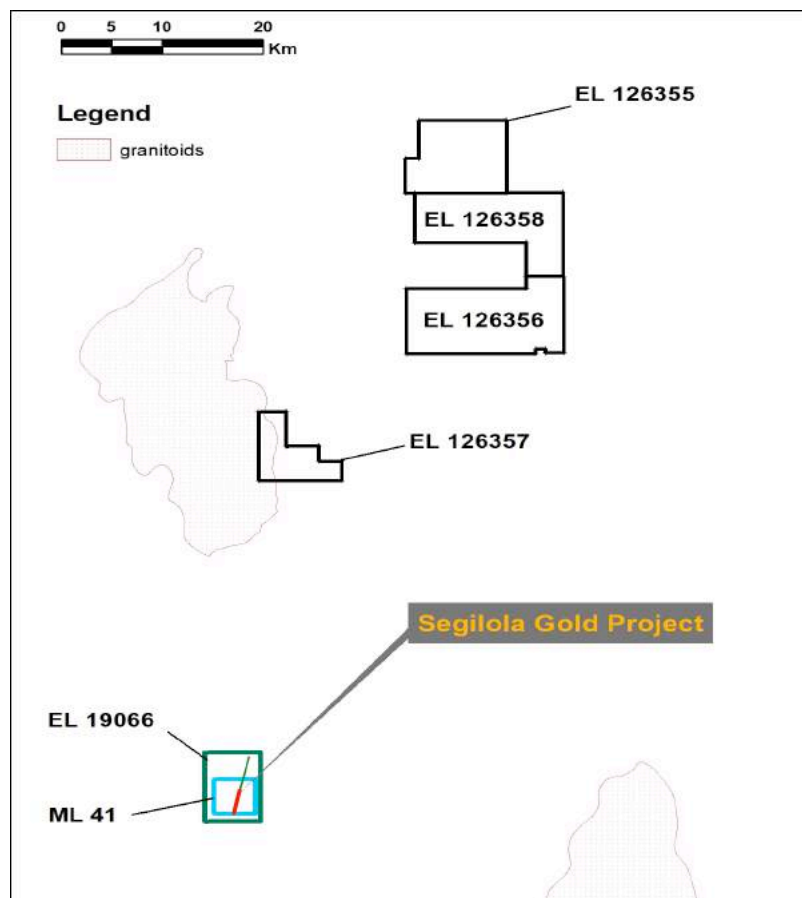 0 5 10 20
Km
Legend
granitoids
EL 126355
EL 126358
EL 126356
EL 126357
Segilola Gold Project
EL 19066
ML 41